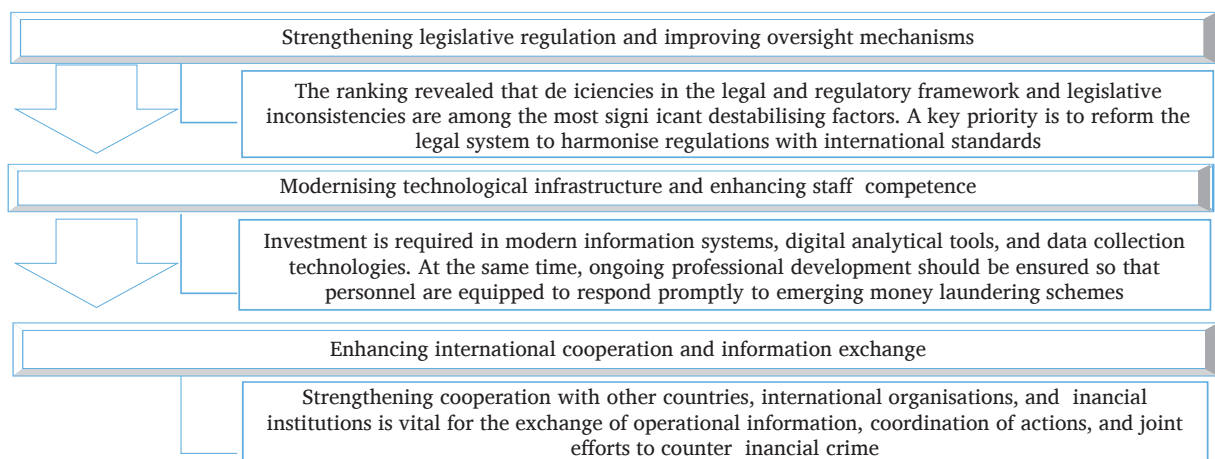 Strengthening legislative regulation and improving oversight mechanisms
The ranking revealed that de iciencies in the legal and regulatory framework and legislative
inconsistencies are among the most signi icant destabilising factors. A key priority is to reform the
legal system to harmonise regulations with international standards
Modernising technological infrastructure and enhancing staff competence
Investment is required in modern information systems, digital analytical tools, and data collection
technologies. At the same time, ongoing professional development should be ensured so that
personnel are equipped to respond promptly to emerging money laundering schemes
Enhancing international cooperation and information exchange
Strengthening cooperation with other countries, international organisations, and inancial
institutions is vital for the exchange of operational information, coordination of actions, and joint
efforts to counter inancial crime